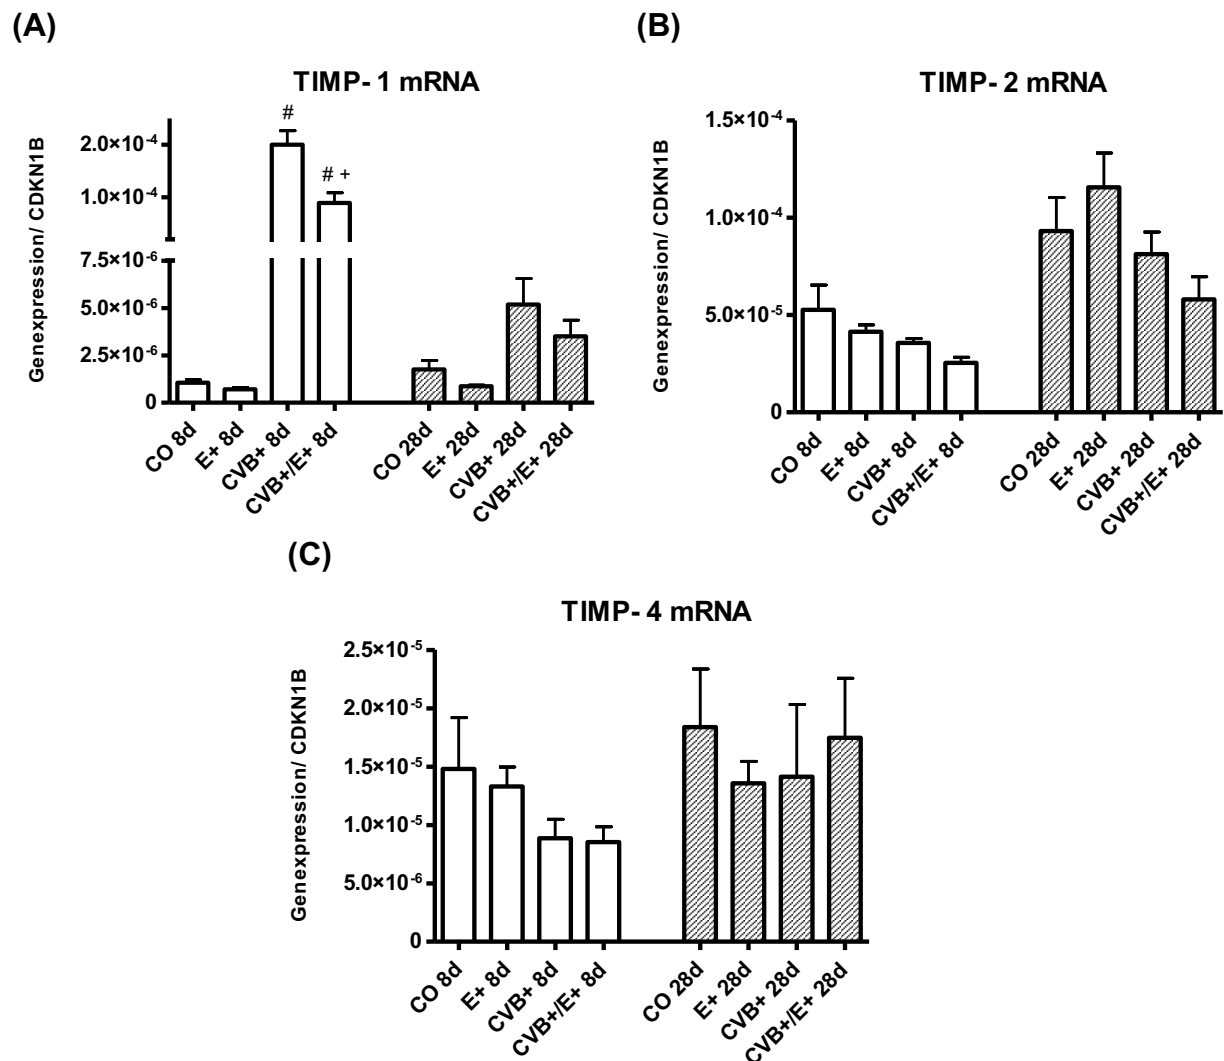 (A)
TIMP- 1 mRNA
Genexpression/ CDKN1B
2.0×10⁻⁴
1.0×10⁻⁴
7.5×10⁻⁶
5.0×10⁻⁶
2.5×10⁻⁶
0
#
# +
CO 8d
E+ 8d
CVB+ 8d
CVB+/E+ 8d
CO 28d
E+ 28d
CVB+ 28d
CVB+/E+ 28d
(B)
TIMP- 2 mRNA
Genexpression/ CDKN1B
1.5×10⁻⁴
1.0×10⁻⁴
5.0×10⁻⁵
0
CO 8d
E+ 8d
CVB+ 8d
CVB+/E+ 8d
CO 28d
E+ 28d
CVB+ 28d
CVB+/E+ 28d
(C)
TIMP- 4 mRNA
Genexpression/ CDKN1B
2.5×10⁻⁵
2.0×10⁻⁵
1.5×10⁻⁵
1.0×10⁻⁵
5.0×10⁻⁶
0
CO 8d
E+ 8d
CVB+ 8d
CVB+/E+ 8d
CO 28d
E+ 28d
CVB+ 28d
CVB+/E+ 28d